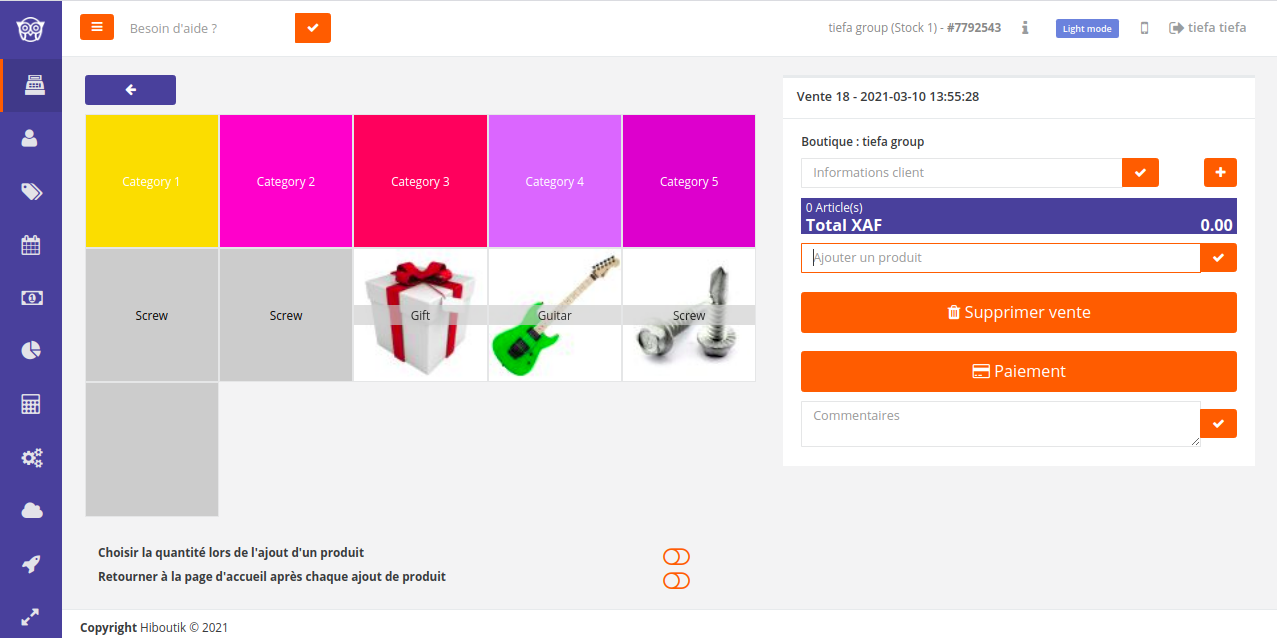 Besoin d'aide ?
tiefa group (Stock 1) - #7792543
Light mode
tiefa tiefa
Category 1
Category 2
Category 3
Category 4
Category 5
Screw
Screw
Gift
Guitar
Screw
Choisir la quantité lors de l'ajout d'un produit
Retourner à la page d'accueil après chaque ajout de produit
Vente 18 - 2021-03-10 13:55:28
Boutique : tiefa group
Informations client
0 Article(s)
Total XAF 0.00
Ajouter un produit
Supprimer vente
Paiement
Commentaires
Copyright Hiboutik © 2021